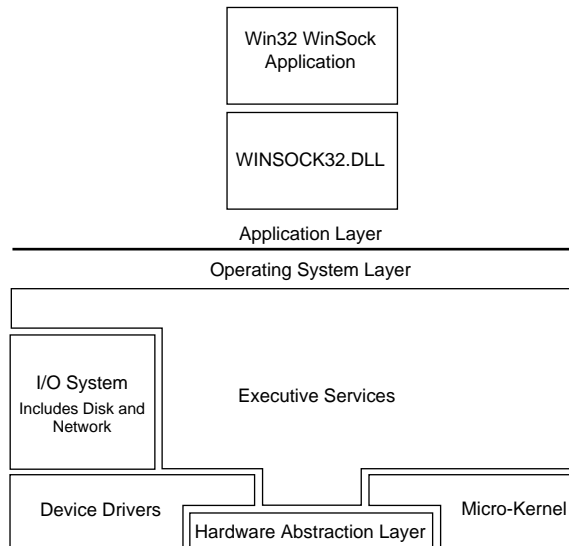 Win32 WinSock
Application
WINSOCK32.DLL
Application Layer
Operating System Layer
I/O System
Includes Disk and
Network
Executive Services
Device Drivers
Micro-Kernel
Hardware Abstraction Layer